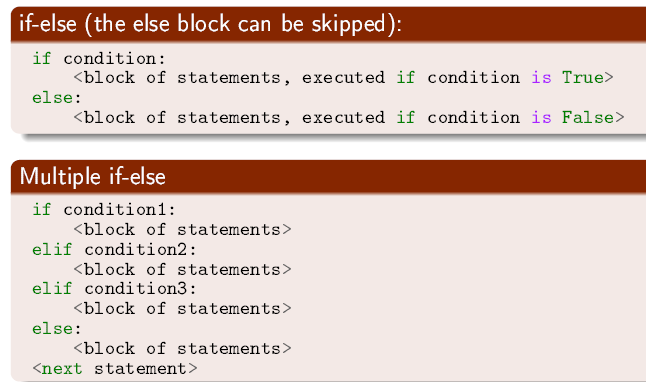 if-else (the else block can be skipped):
if condition:
    <block of statements, executed if condition is True>
else:
    <block of statements, executed if condition is False>
Multiple if-else
if condition1:
    <block of statements>
elif condition2:
    <block of statements>
elif condition3:
    <block of statements>
else:
    <block of statements>
<next statement>